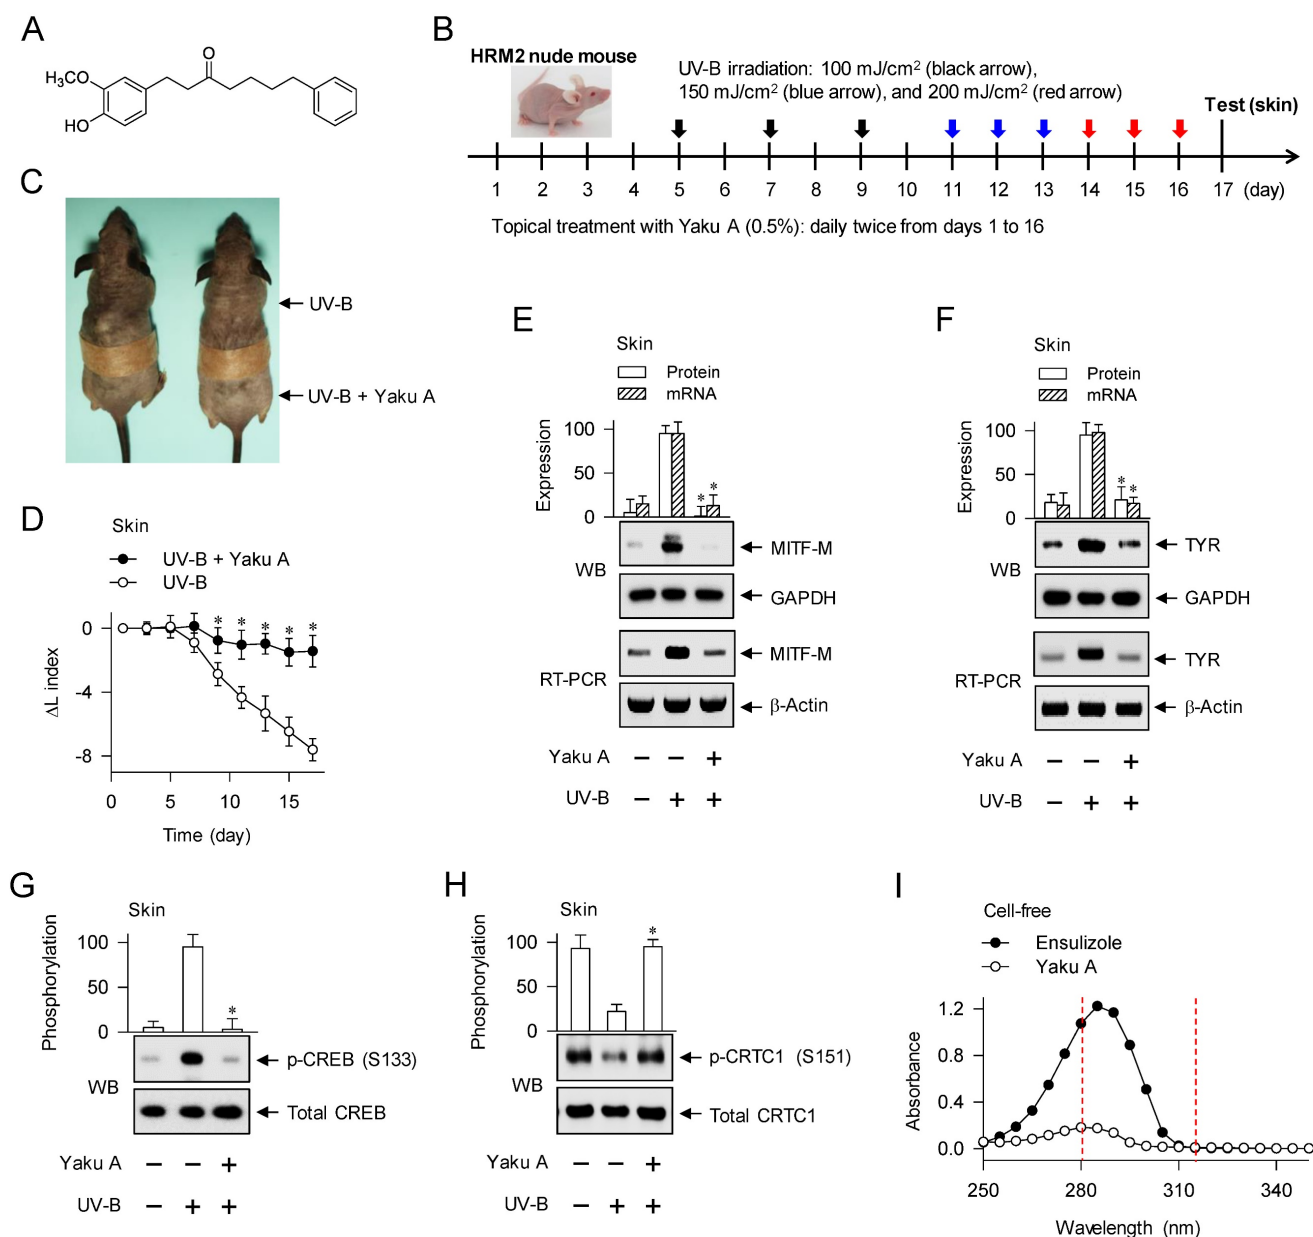 A
H₃CO
HO
O
B
HRM2 nude mouse
UV-B irradiation: 100 mJ/cm² (black arrow),
150 mJ/cm² (blue arrow), and 200 mJ/cm² (red arrow)
Test (skin)
1 2 3 4 5 6 7 8 9 10 11 12 13 14 15 16 17 (day)
Topical treatment with Yaku A (0.5%): daily twice from days 1 to 16
C
UV-B
UV-B + Yaku A
D
Skin
UV-B + Yaku A
UV-B
ΔL index
0
* * * * *
-4
-8
0 5 10 15
Time (day)
E
Skin
Protein
mRNA
Expression
100
50
0
* *
WB
MITF-M
GAPDH
RT-PCR
MITF-M
β-Actin
Yaku A − − +
UV-B − + +
F
Skin
Protein
mRNA
Expression
100
50
0
* *
WB
TYR
GAPDH
RT-PCR
TYR
β-Actin
Yaku A − − +
UV-B − + +
G
Skin
Phosphorylation
100
50
0
*
WB
p-CREB (S133)
Total CREB
Yaku A − − +
UV-B − + +
H
Skin
Phosphorylation
100
50
0
*
WB
p-CRTC1 (S151)
Total CRTC1
Yaku A − − +
UV-B − + +
I
Cell-free
Ensulizole
Yaku A
Absorbance
1.2
0.8
0.4
0.0
250 280 310 340
Wavelength (nm)